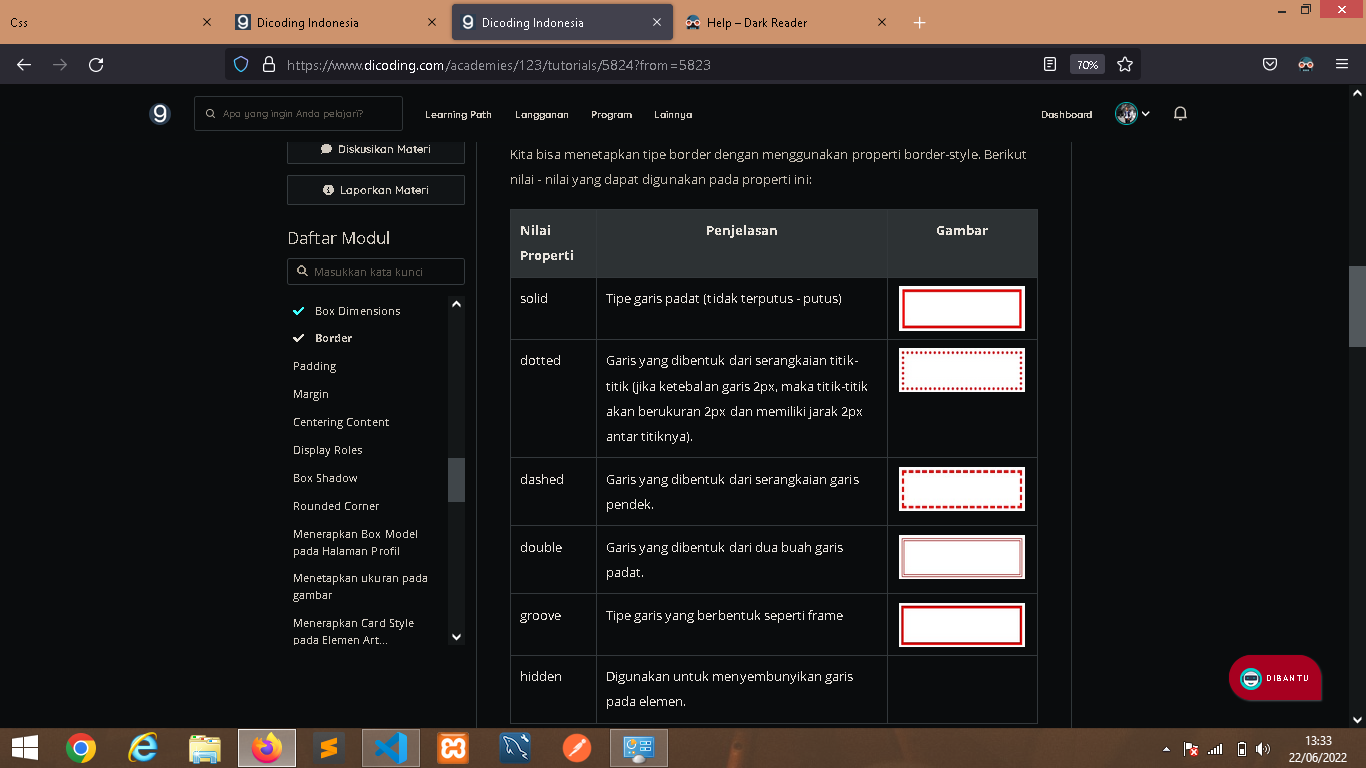 Css
Dicoding Indonesia
Dicoding Indonesia
Help – Dark Reader
https://www.dicoding.com/academies/123/tutorials/5824?from=5823
70%
Apa yang ingin Anda pelajari?
Learning Path
Langganan
Program
Lainnya
Dashboard
Diskusikan Materi
Laporkan Materi
Daftar Modul
Masukkan kata kunci
Box Dimensions
Border
Padding
Margin
Centering Content
Display Roles
Box Shadow
Rounded Corner
Menerapkan Box Model
pada Halaman Profil
Menetapkan ukuran pada
gambar
Menerapkan Card Style
pada Elemen Art...
Kita bisa menetapkan tipe border dengan menggunakan properti border-style. Berikut
nilai - nilai yang dapat digunakan pada properti ini:
Nilai
Properti
Penjelasan
Gambar
solid
Tipe garis padat (tidak terputus - putus)
dotted
Garis yang dibentuk dari serangkaian titik-
titik (jika ketebalan garis 2px, maka titik-titik
akan berukuran 2px dan memiliki jarak 2px
antar titiknya).
dashed
Garis yang dibentuk dari serangkaian garis
pendek.
double
Garis yang dibentuk dari dua buah garis
padat.
groove
Tipe garis yang berbentuk seperti frame
hidden
Digunakan untuk menyembunyikan garis
pada elemen.
DIBANTU
13:33
22/06/2022